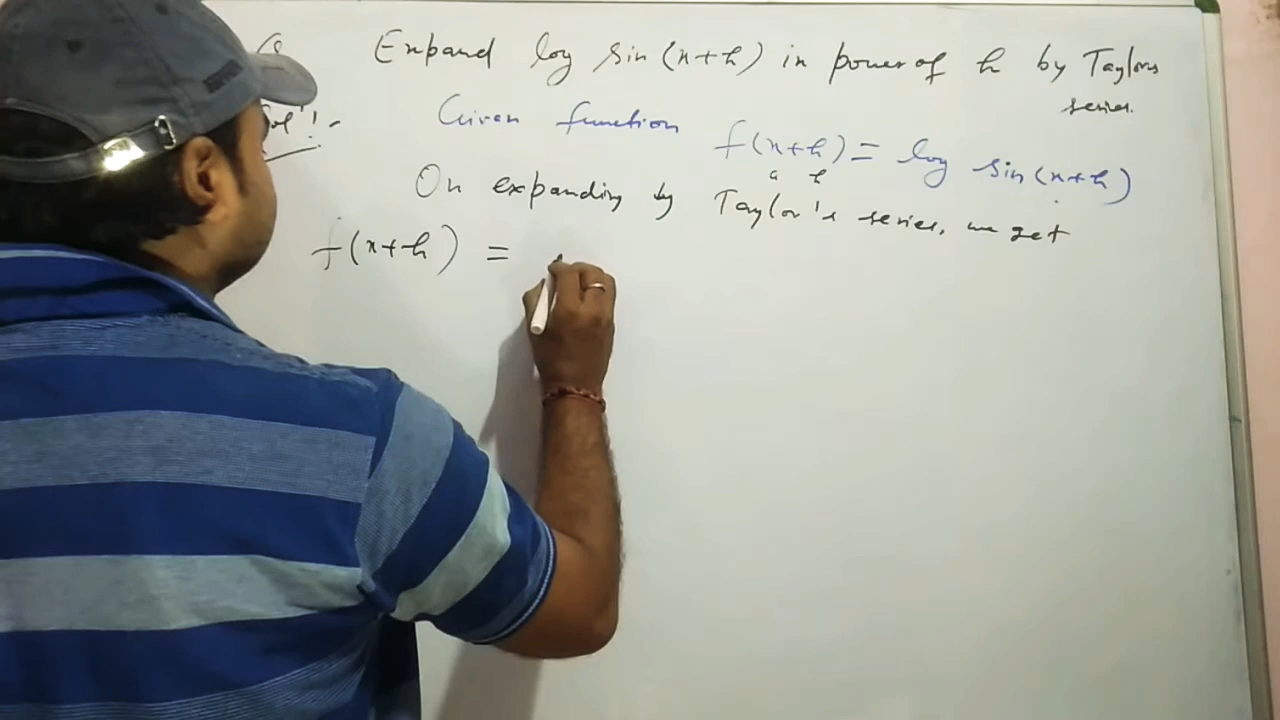 Expand log sin (x+h) in power of h by Taylors
series.
Sol!:- Given function f(x+h) = log sin(x+h)
a h
On expanding by Taylor's series, we get
f(x+h) =